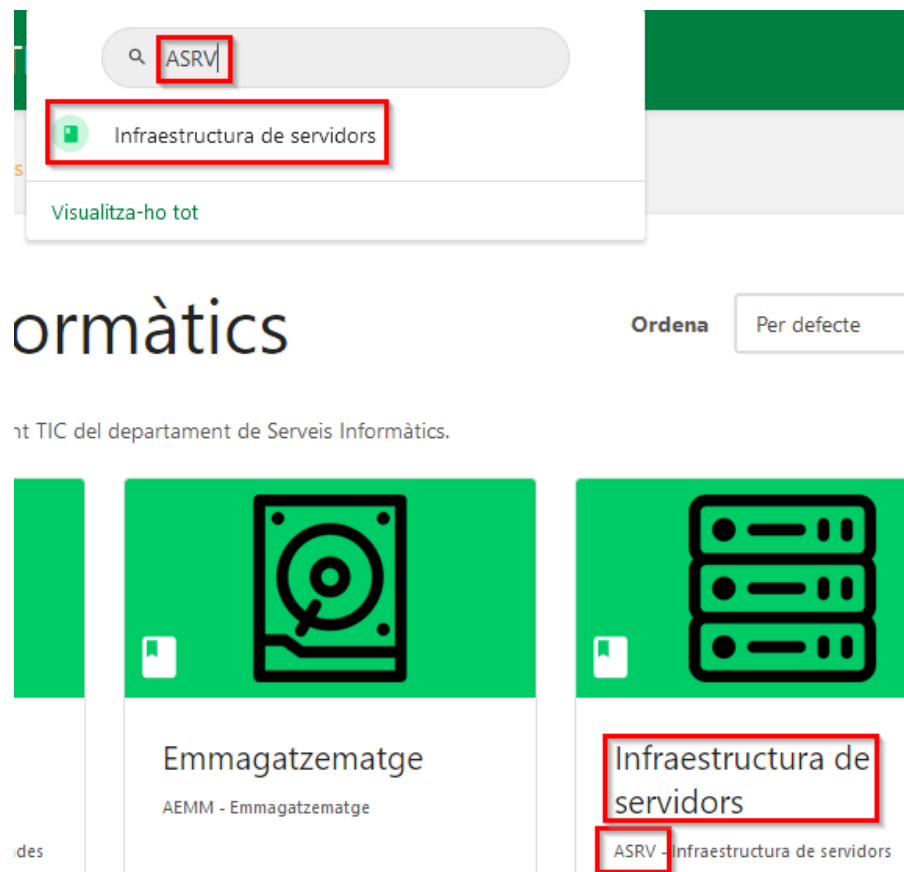 ASRV
Infraestructura de servidors
Visualitza-ho tot
ormàtics
Ordena
Per defecte
nt TIC del departament de Serveis Informàtics.
Emmagatzematge
AEMM - Emmagatzematge
Infraestructura de
servidors
des
ASRV - Infraestructura de servidors